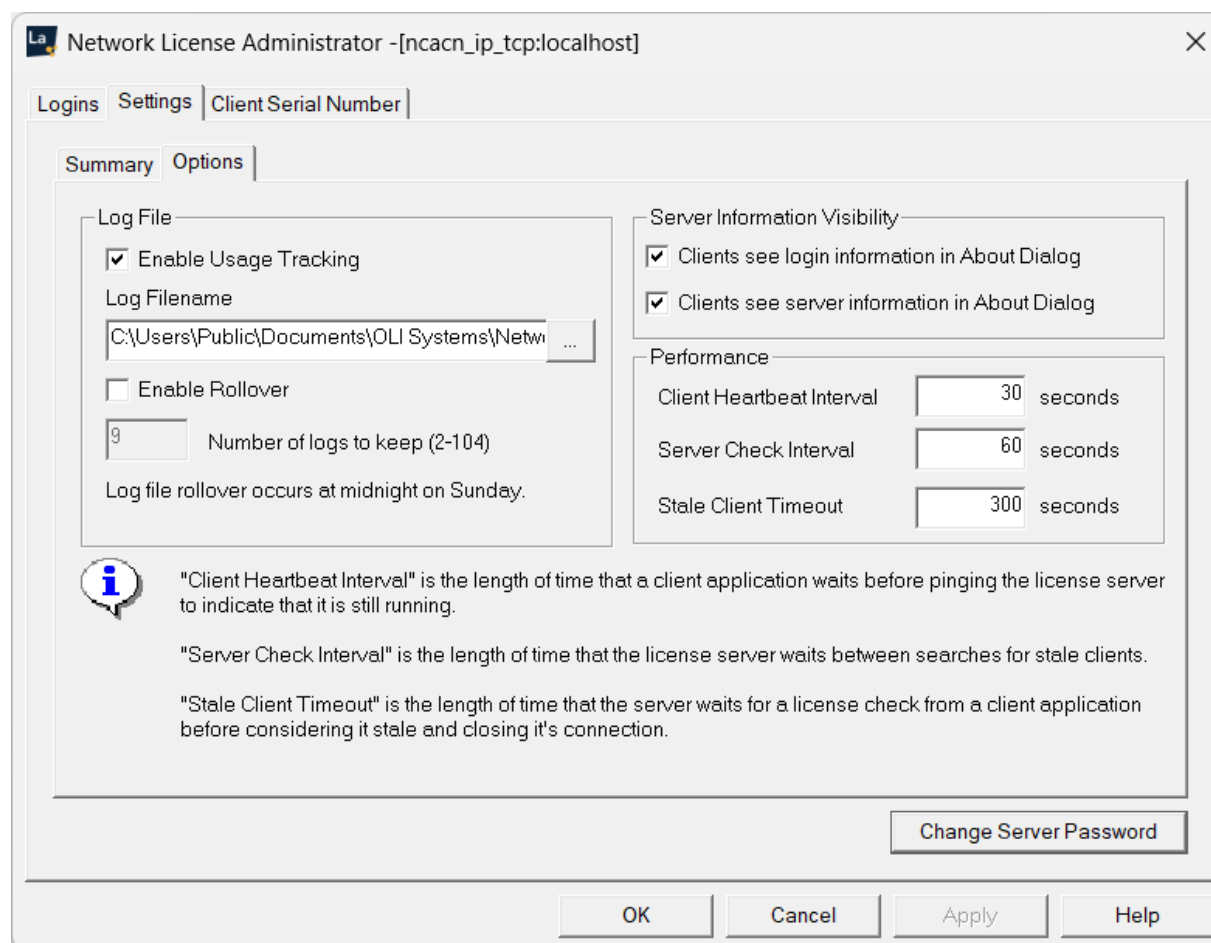 La
Network License Administrator -[ncacn_ip_tcp:localhost]
Logins Settings Client Serial Number
Summary Options
Log File
Enable Usage Tracking
Log Filename
C:\Users\Public\Documents\OLI Systems\Netw
...
Enable Rollover
9 Number of logs to keep (2-104)
Log file rollover occurs at midnight on Sunday.
Server Information Visibility
Clients see login information in About Dialog
Clients see server information in About Dialog
Performance
Client Heartbeat Interval 30 seconds
Server Check Interval 60 seconds
Stale Client Timeout 300 seconds
"Client Heartbeat Interval" is the length of time that a client application waits before pinging the license server
to indicate that it is still running.
"Server Check Interval" is the length of time that the license server waits between searches for stale clients.
"Stale Client Timeout" is the length of time that the server waits for a license check from a client application
before considering it stale and closing it's connection.
Change Server Password
OK Cancel Apply Help